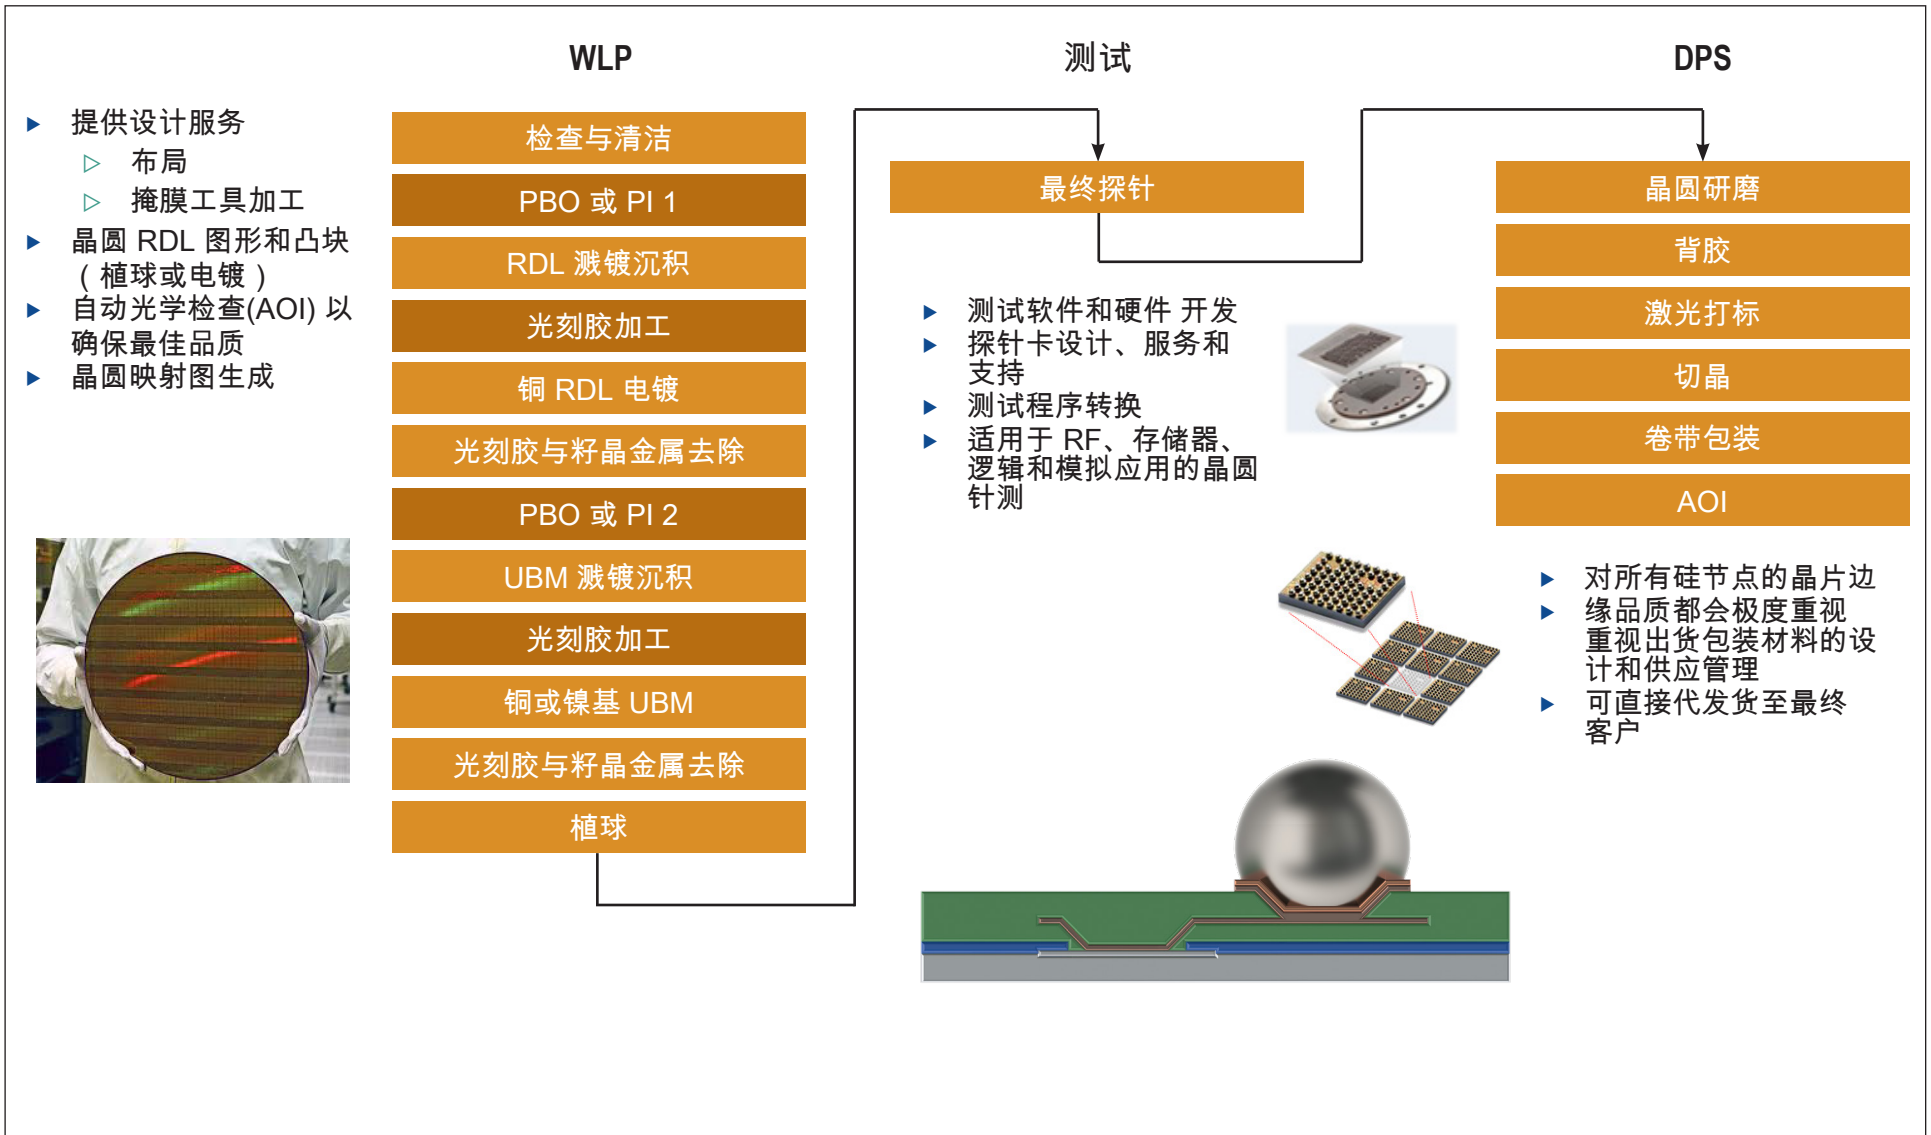 WLP
测试
DPS
提供设计服务
布局
掩膜工具加工
晶圆 RDL 图形和凸块
（植球或电镀）
自动光学检查(AOI) 以
确保最佳品质
晶圆映射图生成
检查与清洁
PBO 或 PI 1
RDL 溅镀沉积
光刻胶加工
铜 RDL 电镀
光刻胶与籽晶金属去除
PBO 或 PI 2
UBM 溅镀沉积
光刻胶加工
铜或镍基 UBM
光刻胶与籽晶金属去除
植球
最终探针
测试软件和硬件 开发
探针卡设计、服务和
支持
测试程序转换
适用于 RF、存储器、
逻辑和模拟应用的晶圆
针测
晶圆研磨
背胶
激光打标
切晶
卷带包装
AOI
对所有硅节点的晶片边
缘品质都会极度重视
重视出货包装材料的设
计和供应管理
可直接代发货至最终
客户